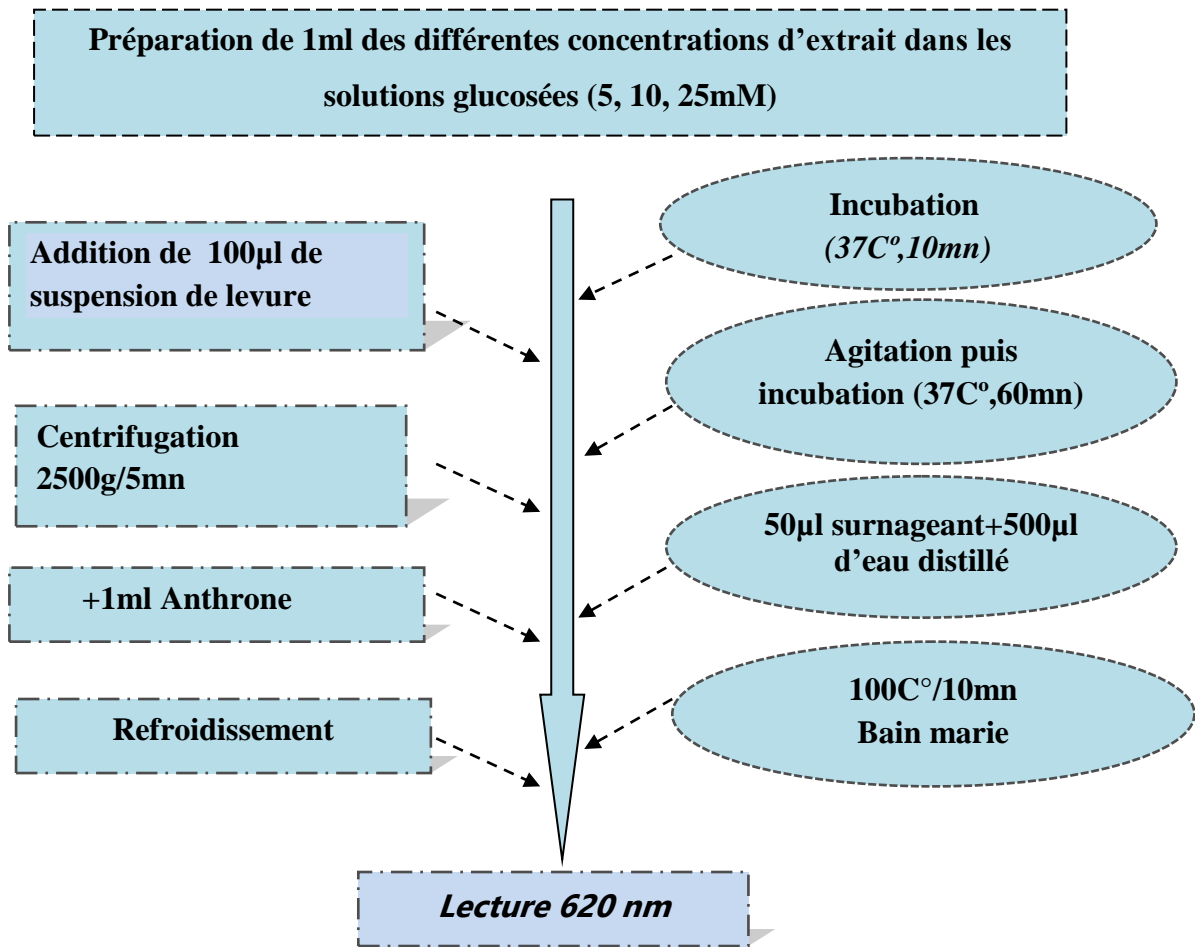 Préparation de 1ml des différentes concentrations d'extrait dans les
solutions glucosées (5, 10, 25mM)
Incubation
(37Cº,10mn)
Addition de 100µl de
suspension de levure
Agitation puis
incubation (37Cº,60mn)
Centrifugation
2500g/5mn
50µl surnageant+500µl
d'eau distillé
+1ml Anthrone
100C°/10mn
Bain marie
Refroidissement
Lecture 620 nm